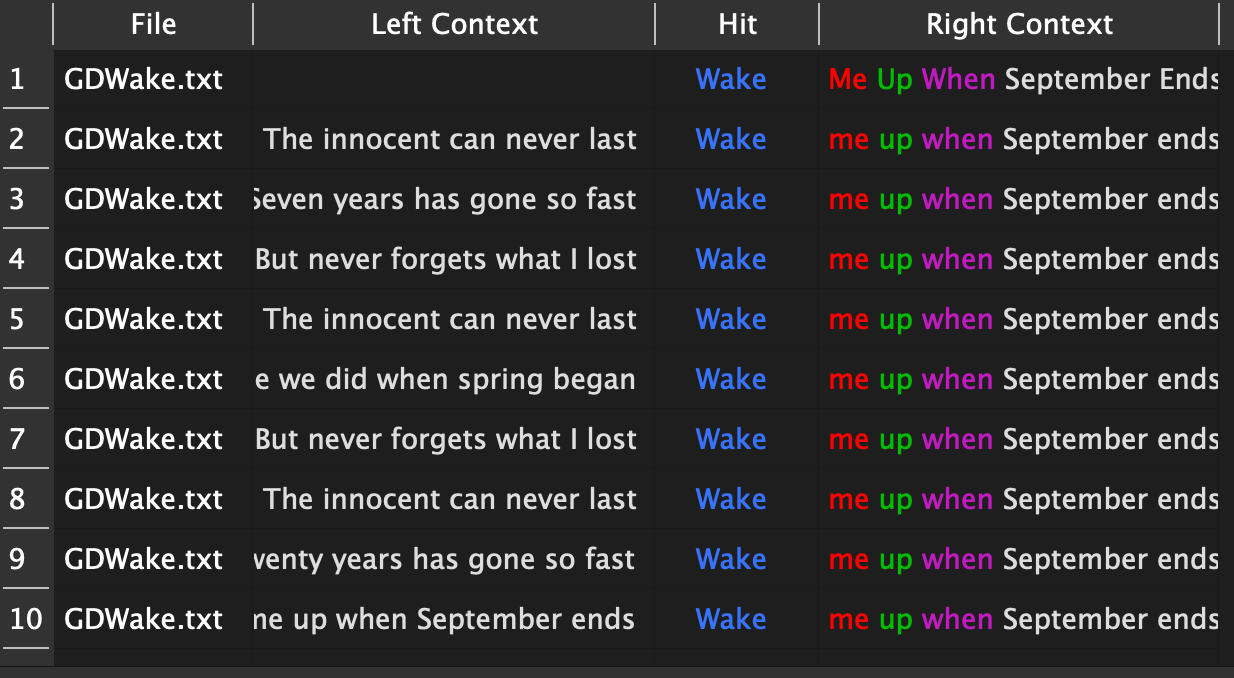 File Left Context Hit Right Context
1 GDWake.txt Wake Me Up When September Ends
2 GDWake.txt The innocent can never last Wake me up when September ends
3 GDWake.txt Seven years has gone so fast Wake me up when September ends
4 GDWake.txt But never forgets what I lost Wake me up when September ends
5 GDWake.txt The innocent can never last Wake me up when September ends
6 GDWake.txt e we did when spring began Wake me up when September ends
7 GDWake.txt But never forgets what I lost Wake me up when September ends
8 GDWake.txt The innocent can never last Wake me up when September ends
9 GDWake.txt wenty years has gone so fast Wake me up when September ends
10 GDWake.txt me up when September ends Wake me up when September ends